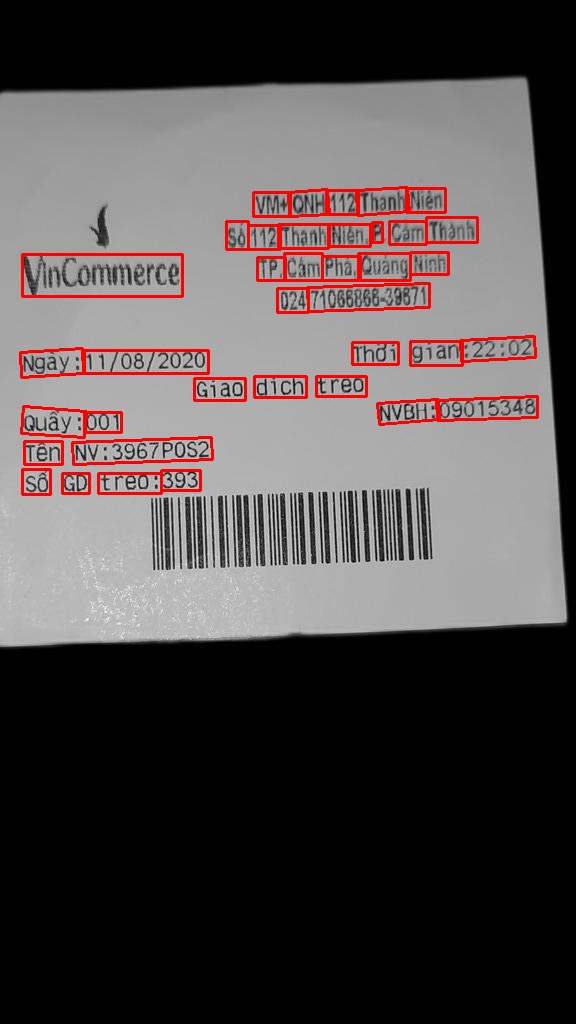 VM+ QNH 112 Thanh Niên
Số 112 Thanh Niên, P. Cẩm Thành
VinCommerce
TP. Cẩm Phả, Quảng Ninh
024 71066866-39671
Ngày:11/08/2020 Thời gian:22:02
Giao dịch treo
Quầy:001 NVBH:09015348
Tên NV:3967POS2
Số GD treo:393